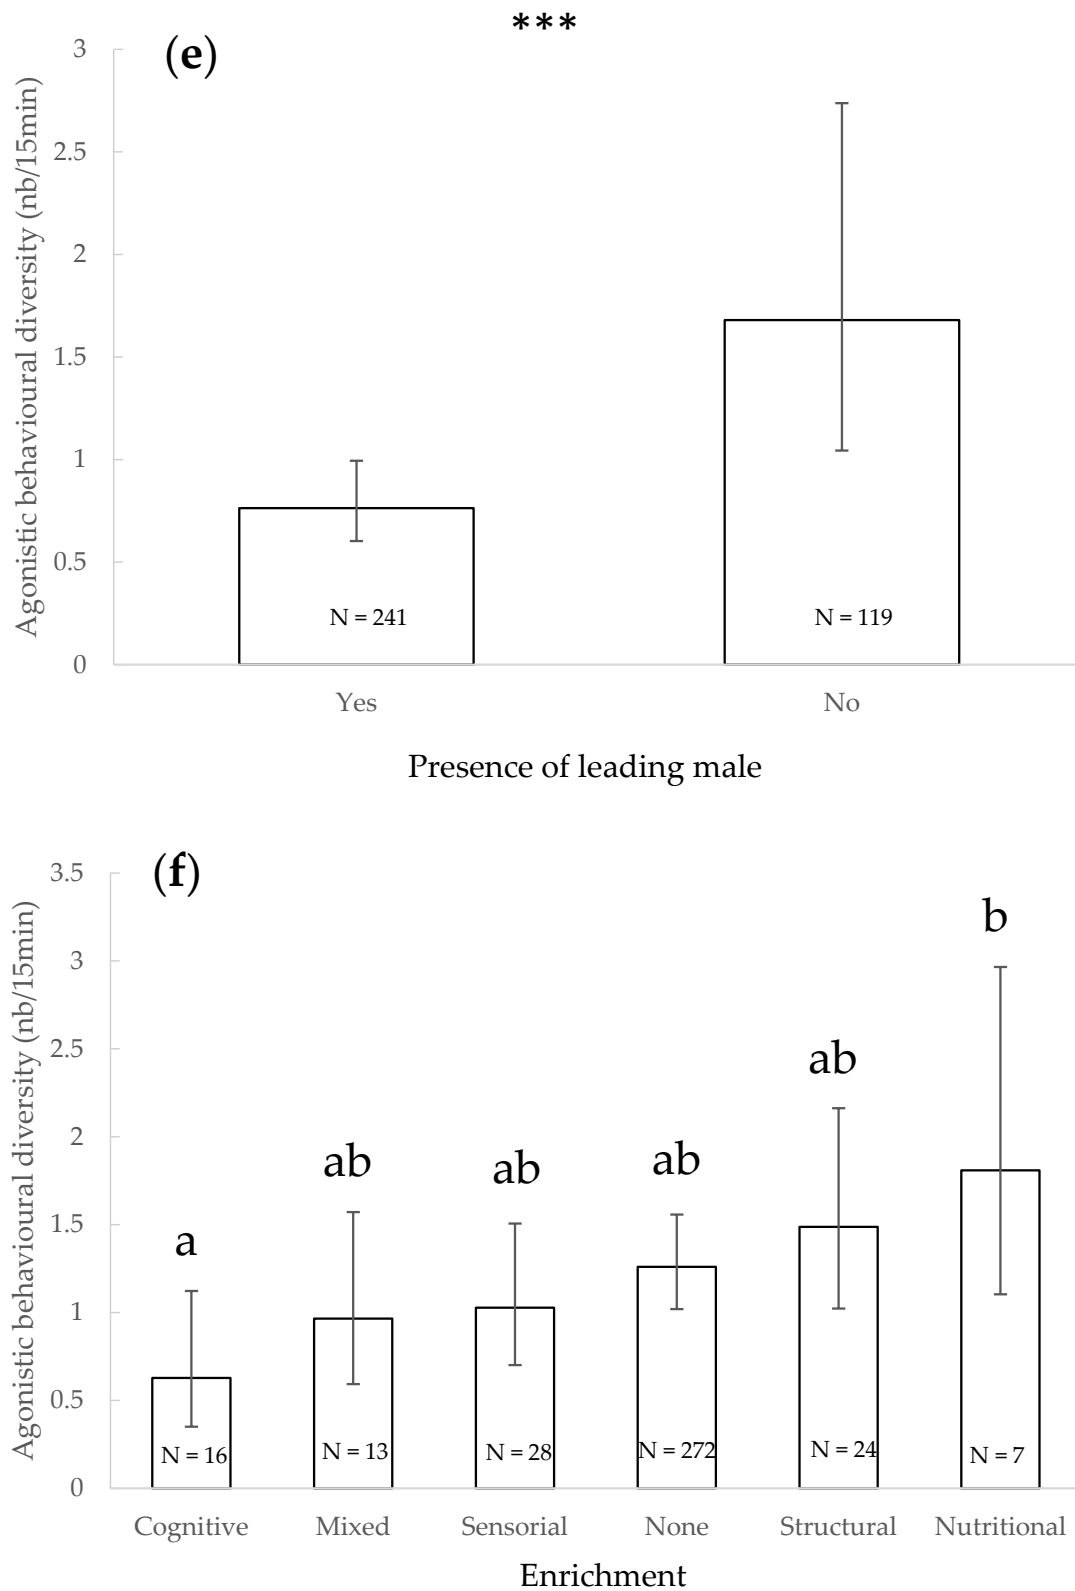 ***
(e)
Agonistic behavioural diversity (nb/15min)
3
2.5
2
1.5
1
0.5
0
N = 241
N = 119
Yes No
Presence of leading male
(f)
Agonistic behavioural diversity (nb/15min)
3.5
3
2.5
2
1.5
1
0.5
0
a
ab
ab
ab
ab
b
N = 16
N = 13
N = 28
N = 272
N = 24
N = 7
Cognitive Mixed Sensorial None Structural Nutritional
Enrichment